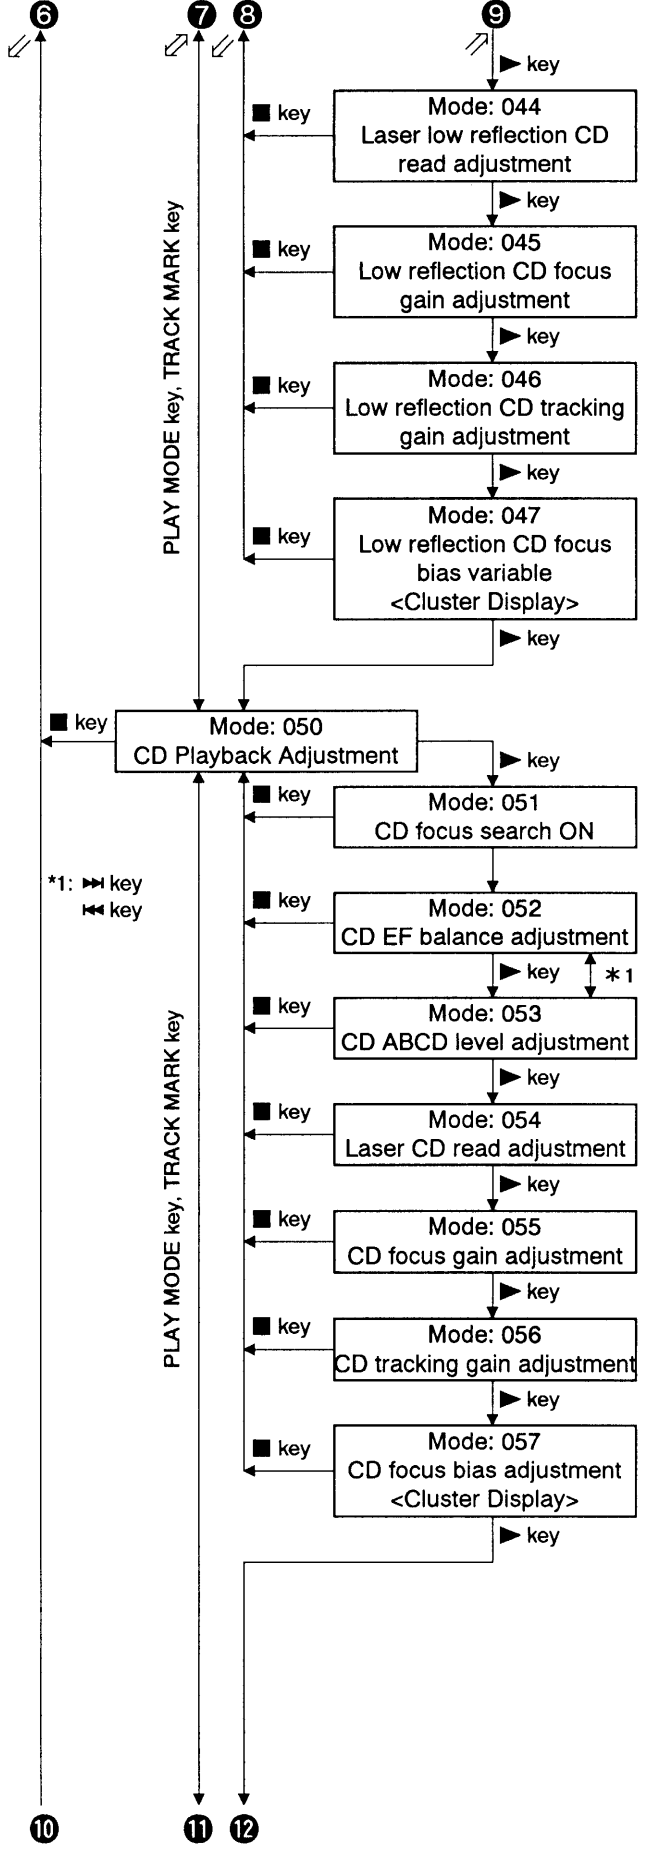 ❻ ❼ ❽ ❾
▶ key
Mode: 044
■ key
Laser low reflection CD
read adjustment
▶ key
Mode: 045
■ key
Low reflection CD focus
gain adjustment
▶ key
Mode: 046
■ key
Low reflection CD tracking
gain adjustment
▶ key
Mode: 047
■ key
Low reflection CD focus
bias variable
<Cluster Display>
▶ key
PLAY MODE key, TRACK MARK key
■ key
Mode: 050
CD Playback Adjustment
▶ key
■ key
Mode: 051
CD focus search ON
*1: ▶▶| key
|◀◀ key
■ key
Mode: 052
CD EF balance adjustment
▶ key
*1
■ key
Mode: 053
CD ABCD level adjustment
▶ key
■ key
Mode: 054
Laser CD read adjustment
▶ key
■ key
Mode: 055
CD focus gain adjustment
▶ key
■ key
Mode: 056
CD tracking gain adjustment
▶ key
■ key
Mode: 057
CD focus bias adjustment
<Cluster Display>
▶ key
PLAY MODE key, TRACK MARK key
❿ ⓫ ⓬